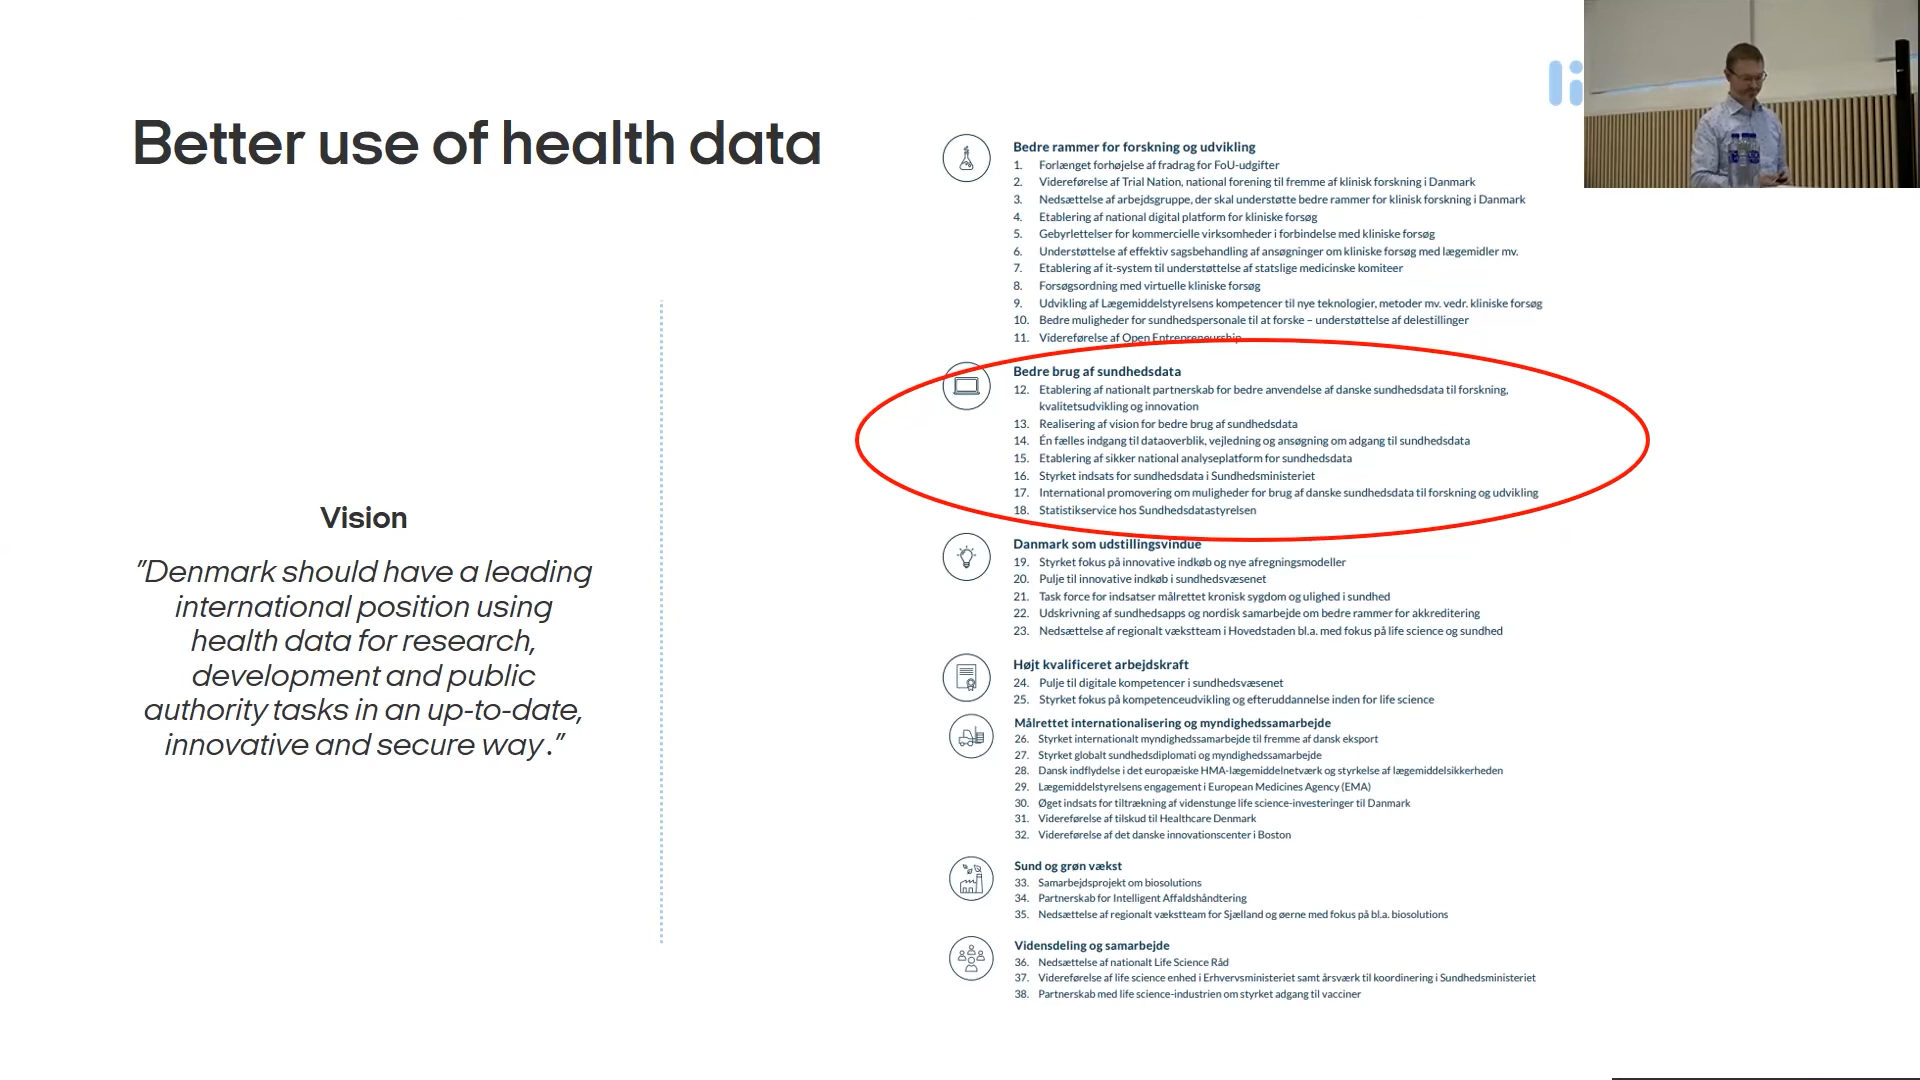 Better use of health data
Vision
"Denmark should have a leading
international position using
health data for research,
development and public
authority tasks in an up-to-date,
innovative and secure way."
li
Bedre rammer for forskning og udvikling
1. Forlænget forhøjelse af fradrag for FoU-udgifter
2. Videreførelse af Trial Nation, national forening til fremme af klinisk forskning i Danmark
3. Nedsættelse af arbejdsgruppe, der skal understøtte bedre rammer for klinisk forskning i Danmark
4. Etablering af national digital platform for kliniske forsøg
5. Gebyrlettelser for kommercielle virksomheder i forbindelse med kliniske forsøg
6. Understøttelse af effektiv sagsbehandling af ansøgninger om kliniske forsøg med lægemidler mv.
7. Etablering af it-system til understøttelse af statslige medicinske komiteer
8. Forsøgsordning med virtuelle kliniske forsøg
9. Udvikling af Lægemiddelstyrelsens kompetencer til nye teknologier, metoder mv. vedr. kliniske forsøg
10. Bedre muligheder for sundhedspersonale til at forske – understøttelse af delestillinger
11. Videreførelse af Open Entrepreneurship
Bedre brug af sundhedsdata
12. Etablering af nationalt partnerskab for bedre anvendelse af danske sundhedsdata til forskning,
kvalitetsudvikling og innovation
13. Realisering af vision for bedre brug af sundhedsdata
14. Én fælles indgang til dataoverblik, vejledning og ansøgning om adgang til sundhedsdata
15. Etablering af sikker national analyseplatform for sundhedsdata
16. Styrket indsats for sundhedsdata i Sundhedsministeriet
17. International promovering om muligheder for brug af danske sundhedsdata til forskning og udvikling
18. Statistikservice hos Sundhedsdatastyrelsen
Danmark som udstillingsvindue
19. Styrket fokus på innovative indkøb og nye afregningsmodeller
20. Pulje til innovative indkøb i sundhedsvæsenet
21. Task force for indsatser målrettet kronisk sygdom og ulighed i sundhed
22. Udskrivning af sundhedsapps og nordisk samarbejde om bedre rammer for akkreditering
23. Nedsættelse af regionalt vækstteam i Hovedstaden bl.a. med fokus på life science og sundhed
Højt kvalificeret arbejdskraft
24. Pulje til digitale kompetencer i sundhedsvæsenet
25. Styrket fokus på kompetenceudvikling og efteruddannelse inden for life science
Målrettet internationalisering og myndighedssamarbejde
26. Styrket internationalt myndighedssamarbejde til fremme af dansk eksport
27. Styrket globalt sundhedsdiplomati og myndighedssamarbejde
28. Dansk indflydelse i det europæiske HMA-lægemiddelnetværk og styrkelse af lægemiddelsikkerheden
29. Lægemiddelstyrelsens engagement i European Medicines Agency (EMA)
30. Øget indsats for tiltrækning af videnstunge life science-investeringer til Danmark
31. Videreførelse af tilskud til Healthcare Denmark
32. Videreførelse af det danske innovationscenter i Boston
Sund og grøn vækst
33. Samarbejdsprojekt om biosolutions
34. Partnerskab for Intelligent Affaldshåndtering
35. Nedsættelse af regionalt vækstteam for Sjælland og øerne med fokus på bl.a. biosolutions
Vidensdeling og samarbejde
36. Nedsættelse af nationalt Life Science Råd
37. Videreførelse af life science enhed i Erhvervsministeriet samt årsværk til koordinering i Sundhedsministeriet
38. Partnerskab med life science-industrien om styrket adgang til vacciner